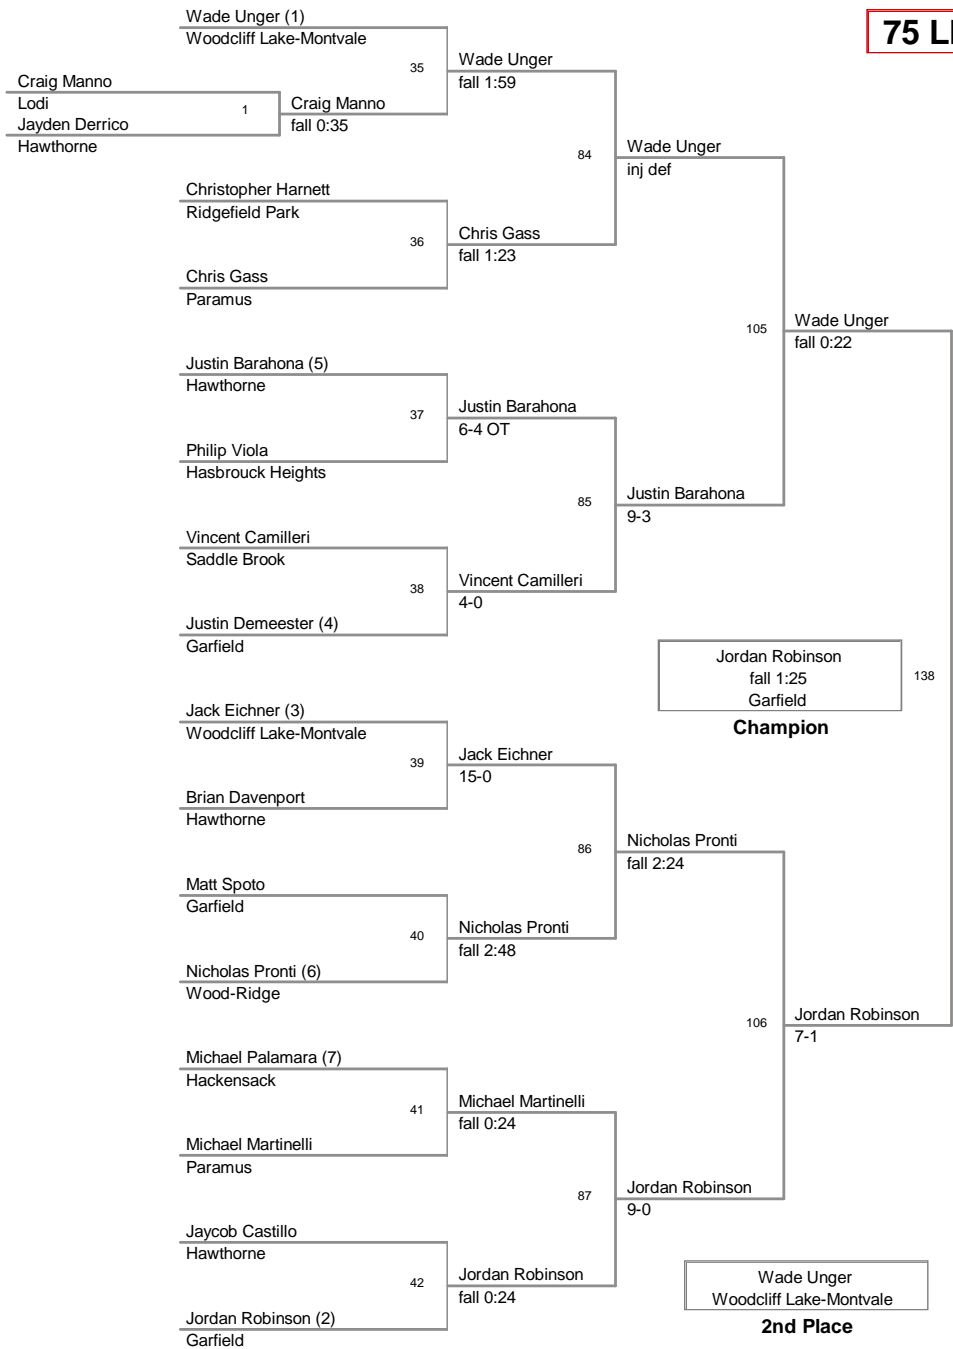 Wade Unger (1)
Woodcliff Lake-Montvale
75 L
35
Wade Unger
fall 1:59
Craig Manno
Lodi
1
Craig Manno
fall 0:35
Jayden Derrico
Hawthorne
84
Wade Unger
inj def
Christopher Harnett
Ridgefield Park
36
Chris Gass
fall 1:23
Chris Gass
Paramus
105
Wade Unger
fall 0:22
Justin Barahona (5)
Hawthorne
37
Justin Barahona
6-4 OT
Philip Viola
Hasbrouck Heights
85
Justin Barahona
9-3
Vincent Camilleri
Saddle Brook
38
Vincent Camilleri
4-0
Justin Demeester (4)
Garfield
Jordan Robinson
fall 1:25
Garfield
138
Champion
Jack Eichner (3)
Woodcliff Lake-Montvale
39
Jack Eichner
15-0
Brian Davenport
Hawthorne
86
Nicholas Pronti
fall 2:24
Matt Spoto
Garfield
40
Nicholas Pronti
fall 2:48
Nicholas Pronti (6)
Wood-Ridge
106
Jordan Robinson
7-1
Michael Palamara (7)
Hackensack
41
Michael Martinelli
fall 0:24
Michael Martinelli
Paramus
87
Jordan Robinson
9-0
Jaycob Castillo
Hawthorne
42
Jordan Robinson
fall 0:24
Jordan Robinson (2)
Garfield
Wade Unger
Woodcliff Lake-Montvale
2nd Place